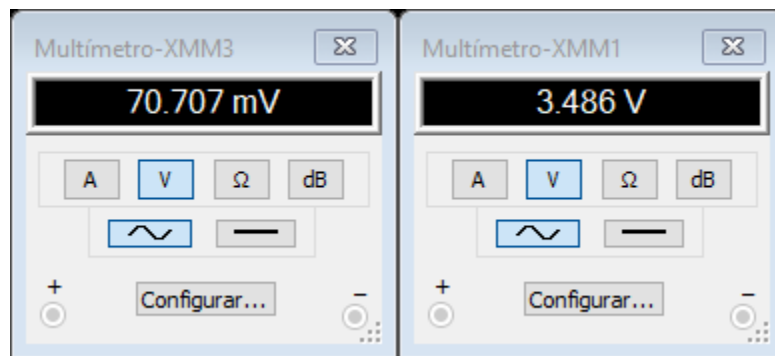 Multímetro-XMM3
70.707 mV
A V Ω dB
+ Configurar... –
Multímetro-XMM1
3.486 V
A V Ω dB
+ Configurar... –